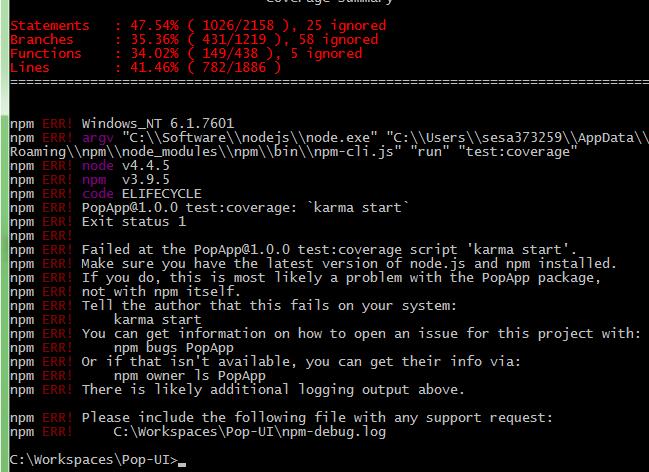 Coverage summary
Statements   : 47.54% ( 1026/2158 ), 25 ignored
Branches     : 35.36% ( 431/1219 ), 58 ignored
Functions    : 34.02% ( 149/438 ), 5 ignored
Lines        : 41.46% ( 782/1886 )
================================================================================
npm ERR! Windows_NT 6.1.7601
npm ERR! argv "C:\\Software\\nodejs\\node.exe" "C:\\Users\\sesa373259\\AppData\\
Roaming\\npm\\node_modules\\npm\\bin\\npm-cli.js" "run" "test:coverage"
npm ERR! node v4.4.5
npm ERR! npm  v3.9.5
npm ERR! code ELIFECYCLE
npm ERR! PopApp@1.0.0 test:coverage: `karma start`
npm ERR! Exit status 1
npm ERR!
npm ERR! Failed at the PopApp@1.0.0 test:coverage script 'karma start'.
npm ERR! Make sure you have the latest version of node.js and npm installed.
npm ERR! If you do, this is most likely a problem with the PopApp package,
npm ERR! not with npm itself.
npm ERR! Tell the author that this fails on your system:
npm ERR!     karma start
npm ERR! You can get information on how to open an issue for this project with:
npm ERR!     npm bugs PopApp
npm ERR! Or if that isn't available, you can get their info via:
npm ERR!     npm owner ls PopApp
npm ERR! There is likely additional logging output above.
npm ERR! Please include the following file with any support request:
npm ERR!     C:\Workspaces\Pop-UI\npm-debug.log
C:\Workspaces\Pop-UI>_